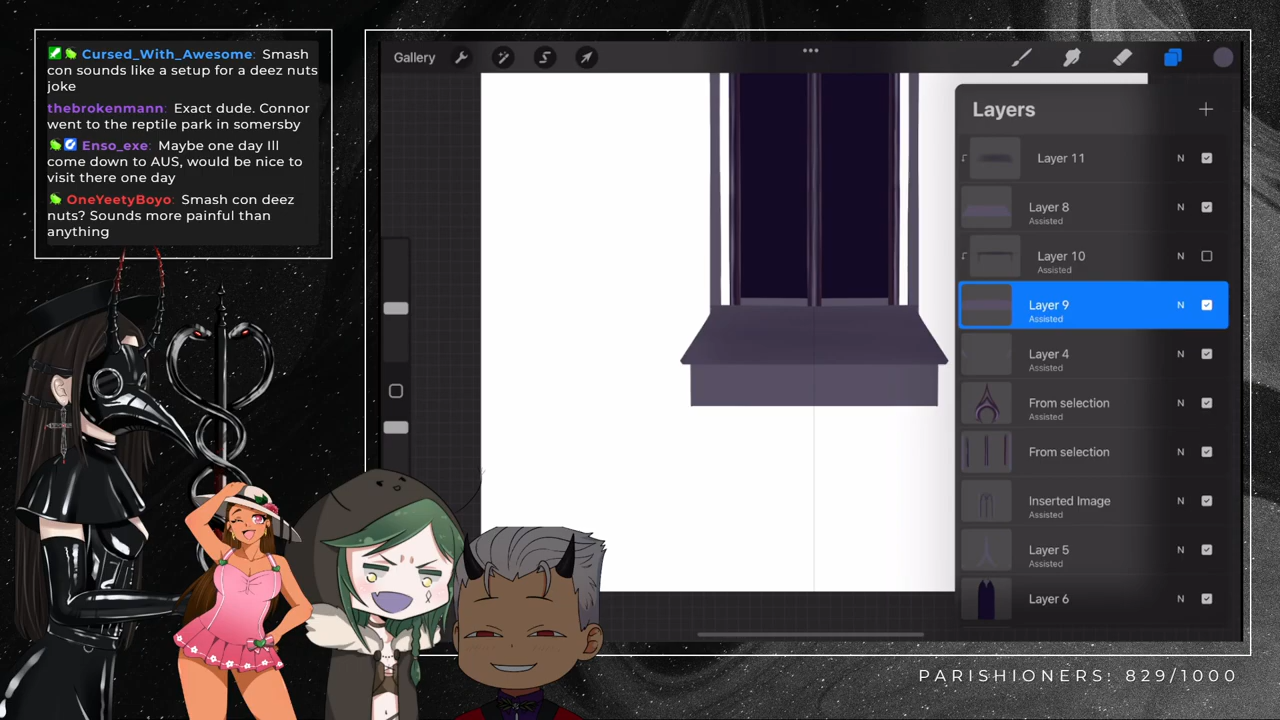 Cursed_With_Awesome: Smash
con sounds like a setup for a deez nuts
joke
thebrokenmann: Exact dude. Connor
went to the reptile park in somersby
Enso_exe: Maybe one day Ill
come down to AUS, would be nice to
visit there one day
OneYeetyBoyo: Smash con deez
nuts? Sounds more painful than
anything
Gallery
Layers
Layer 11 N
Layer 8 N
Assisted
Layer 10 N
Assisted
Layer 9 N
Assisted
Layer 4 N
Assisted
From selection N
Assisted
From selection N
Inserted Image N
Assisted
Layer 5 N
Assisted
Layer 6 N
PARISHIONERS: 829/1000